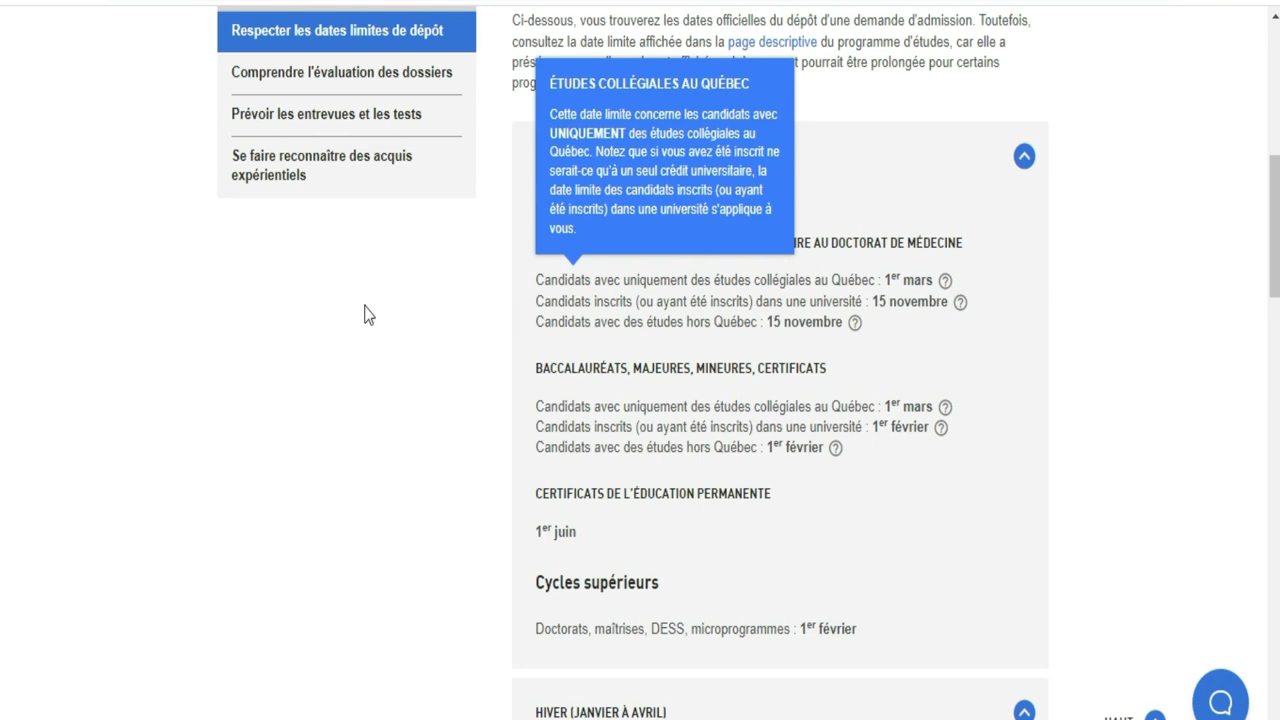 Respecter les dates limites de dépôt
Comprendre l'évaluation des dossiers
Prévoir les entrevues et les tests
Se faire reconnaître des acquis
expérientiels
Ci-dessous, vous trouverez les dates officielles du dépôt d'une demande d'admission. Toutefois,
consultez la date limite affichée dans la page descriptive du programme d'études, car elle a
pourrait être prolongée pour certains
ÉTUDES COLLÉGIALES AU QUÉBEC
Cette date limite concerne les candidats avec
UNIQUEMENT des études collégiales au
Québec. Notez que si vous avez été inscrit ne
serait-ce qu'à un seul crédit universitaire, la
date limite des candidats inscrits (ou ayant
été inscrits) dans une université s'applique à
vous.
AU DOCTORAT DE MÉDECINE
Candidats avec uniquement des études collégiales au Québec : 1er mars ?
Candidats inscrits (ou ayant été inscrits) dans une université : 15 novembre ?
Candidats avec des études hors Québec : 15 novembre ?
BACCALAURÉATS, MAJEURES, MINEURES, CERTIFICATS
Candidats avec uniquement des études collégiales au Québec : 1er mars ?
Candidats inscrits (ou ayant été inscrits) dans une université : 1er février ?
Candidats avec des études hors Québec : 1er février ?
CERTIFICATS DE L'ÉDUCATION PERMANENTE
1er juin
Cycles supérieurs
Doctorats, maîtrises, DESS, microprogrammes : 1er février
HIVER (JANVIER À AVRIL)
HAUT